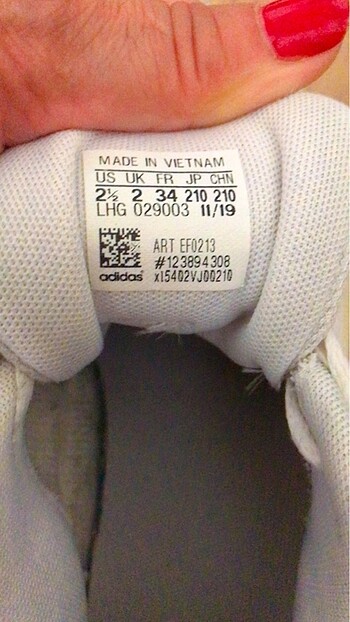 MADE IN VIETNAM
US UK FR JP CHN
2½ 2 34 210 210
LHG 029003 11/19
ART EF0213
#123894308
adidas x15402VJ00210